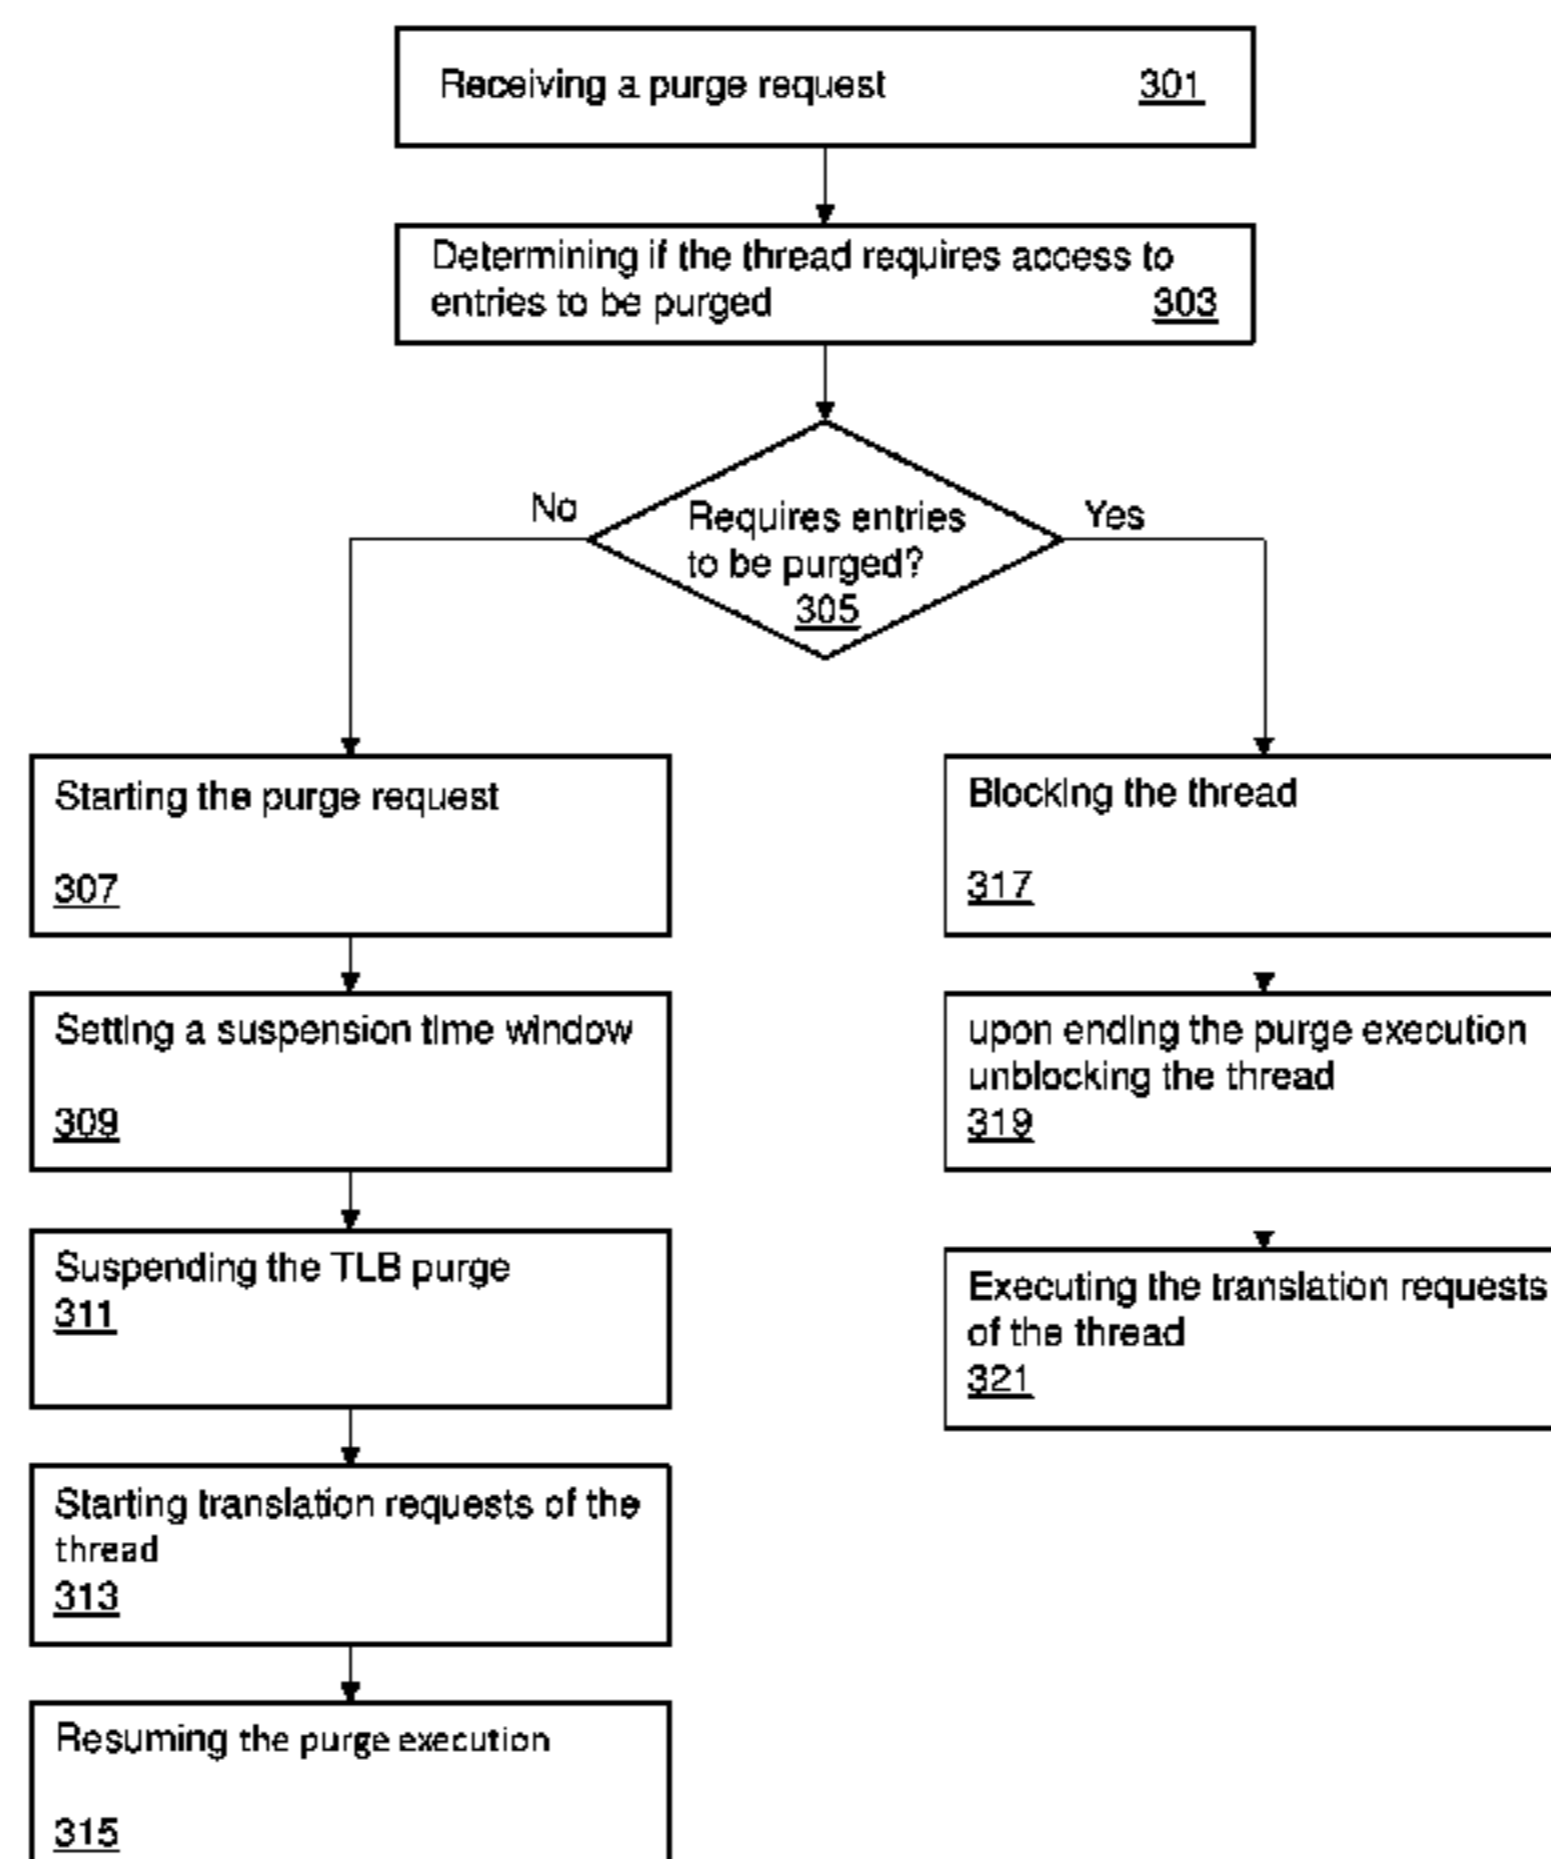 Receiving a purge request 301
Determining if the thread requires access to
entries to be purged 303
No
Yes
Requires entries
to be purged?
305
Starting the purge request
307
Setting a suspension time window
309
Suspending the TLB purge
311
Starting translation requests of the
thread
313
Resuming the purge execution
315
Blocking the thread
317
upon ending the purge execution
unblocking the thread
319
Executing the translation requests
of the thread
321